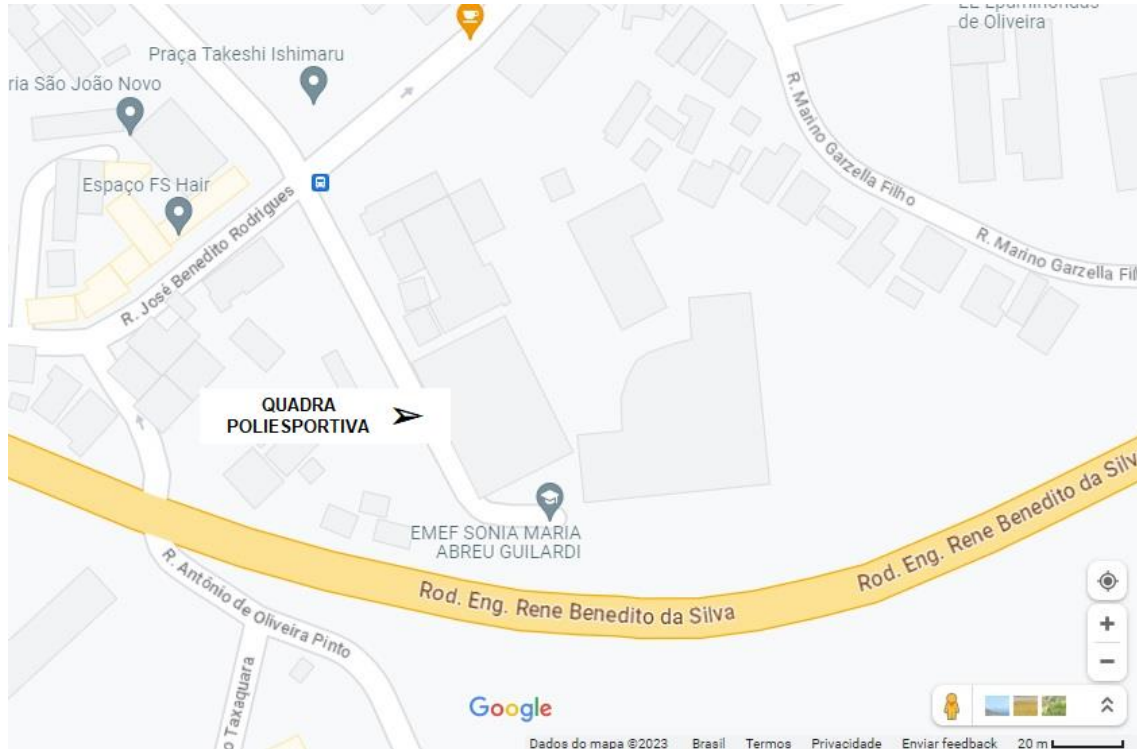 de Oliveira
Praça Takeshi Ishimaru
ria São João Novo
Espaço FS Hair
R. José Benedito Rodrigues
R. Marino Garzella Filho
R. Marino Garzella Fil
QUADRA
POLIESPORTIVA
EMEF SONIA MARIA
ABREU GUILARDI
Rod. Eng. Rene Benedito da Silva
Rod. Eng. Rene Benedito da Silv
R. Antônio de Oliveira Pinto
o Taxaquara
Google
Dados do mapa ©2023 Brasil Termos Privacidade Enviar feedback 20 m